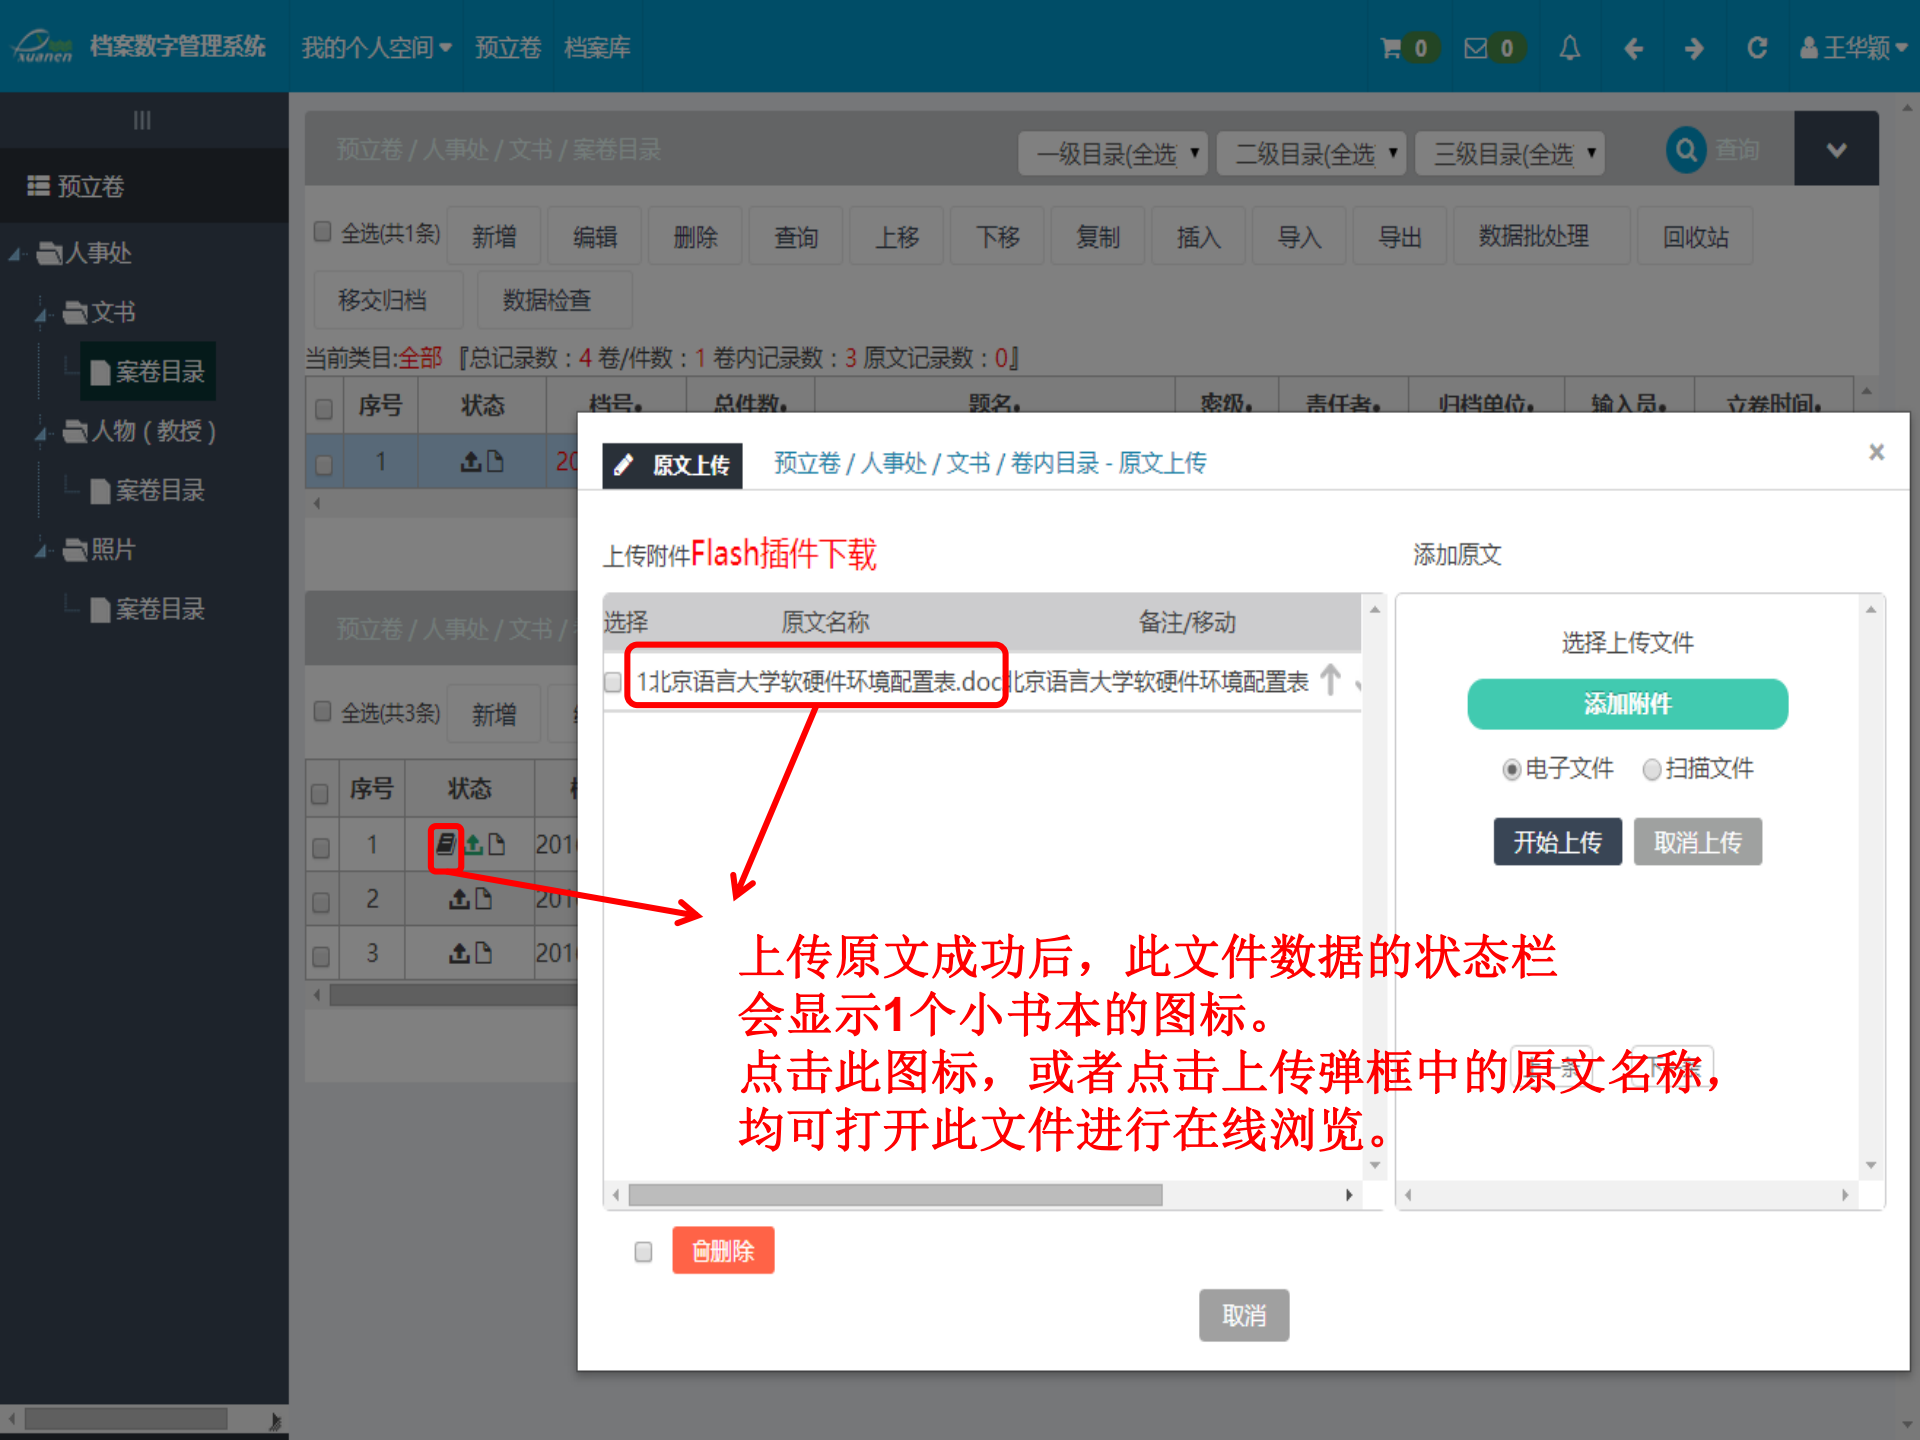 xuanen 档案数字管理系统 我的个人空间 预立卷 档案库 0 0 王华颖
预立卷
人事处
文书
案卷目录
人物（教授）
案卷目录
照片
案卷目录
预立卷 / 人事处 / 文书 / 案卷目录 一级目录(全选 二级目录(全选 三级目录(全选 查询
全选(共1条) 新增 编辑 删除 查询 上移 下移 复制 插入 导入 导出 数据批处理 回收站
移交归档 数据检查
当前类目:全部 『总记录数：4 卷/件数：1 卷内记录数：3 原文记录数：0』
序号 状态 档号 总件数 题名 密级 责任者 归档单位 输入员 立卷时间
1 20
预立卷 / 人事处 / 文书 /
全选(共3条) 新增
序号 状态
1 201
2 201
3 201
原文上传 预立卷 / 人事处 / 文书 / 卷内目录 - 原文上传 ×
上传附件Flash插件下载
选择 原文名称 备注/移动
1北京语言大学软硬件环境配置表.doc北京语言大学软硬件环境配置表
添加原文
选择上传文件
添加附件
电子文件 扫描文件
开始上传 取消上传
上传原文成功后，此文件数据的状态栏
会显示1个小书本的图标。
点击此图标，或者点击上传弹框中的原文名称，
均可打开此文件进行在线浏览。
删除
取消